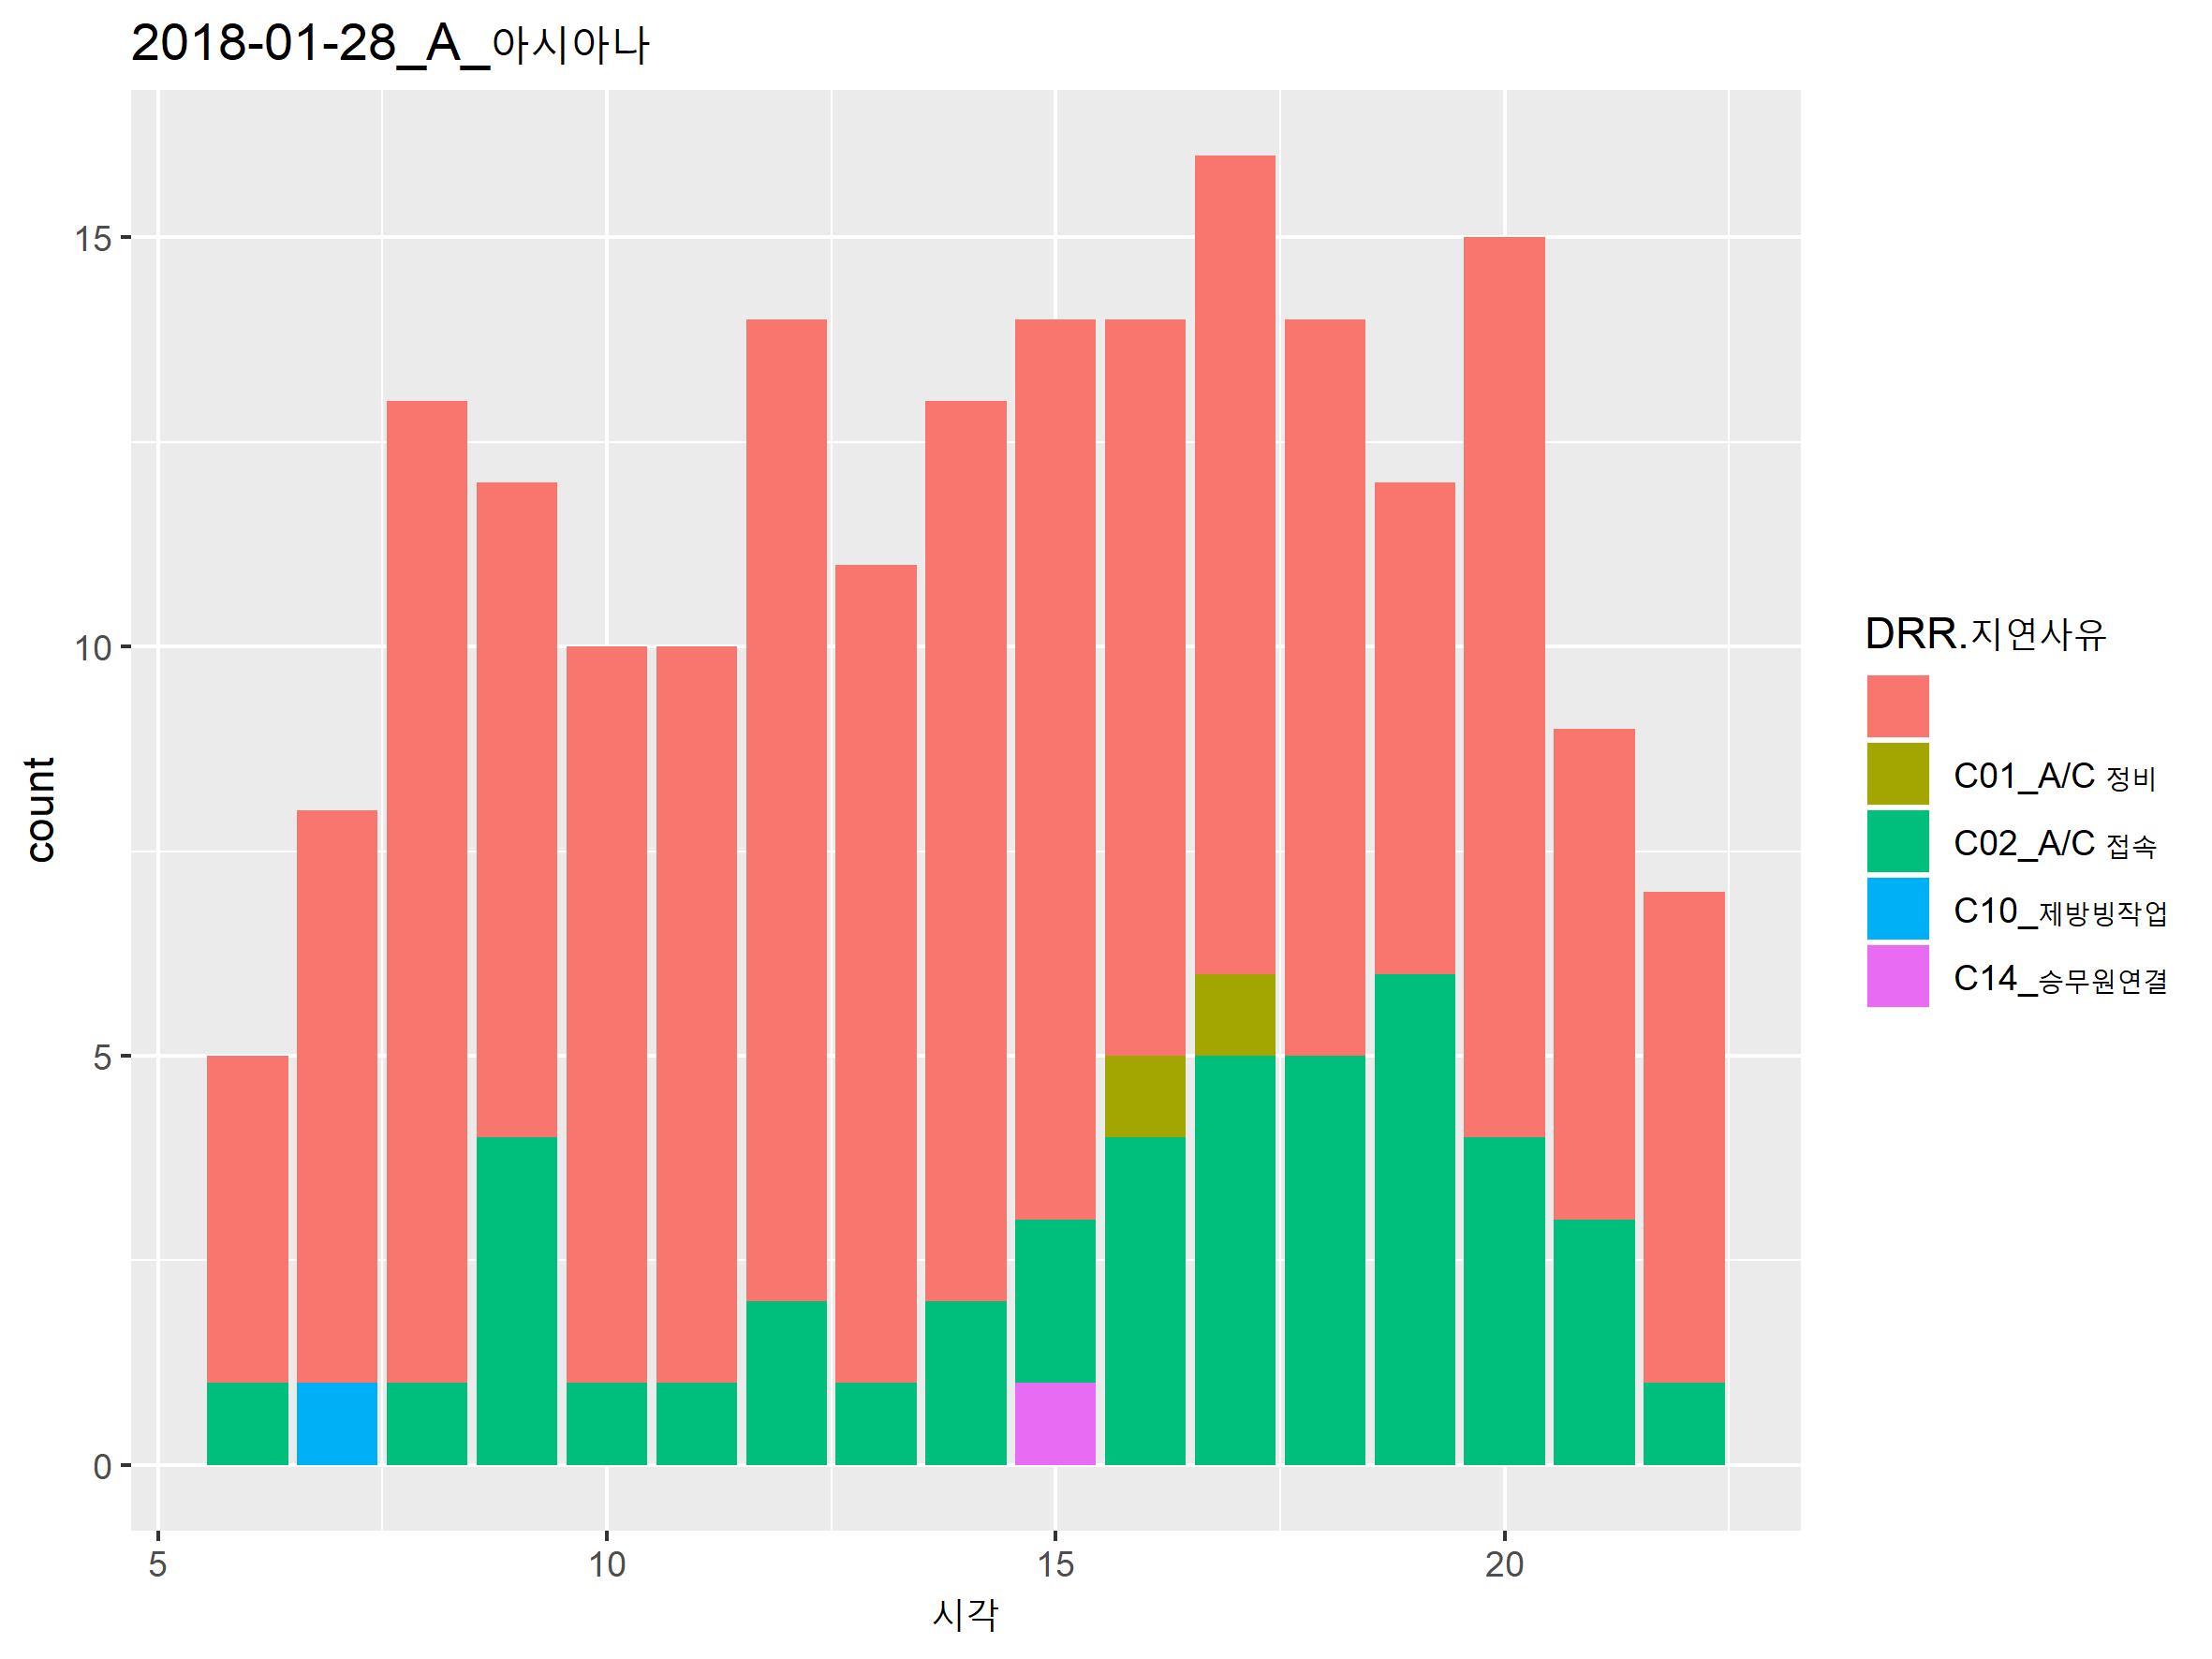 2018-01-28_A_아시아나
15
10
5
0
count
5 10 15 20
시각
DRR.지연사유
C01_A/C 정비
C02_A/C 접속
C10_제방빙작업
C14_승무원연결